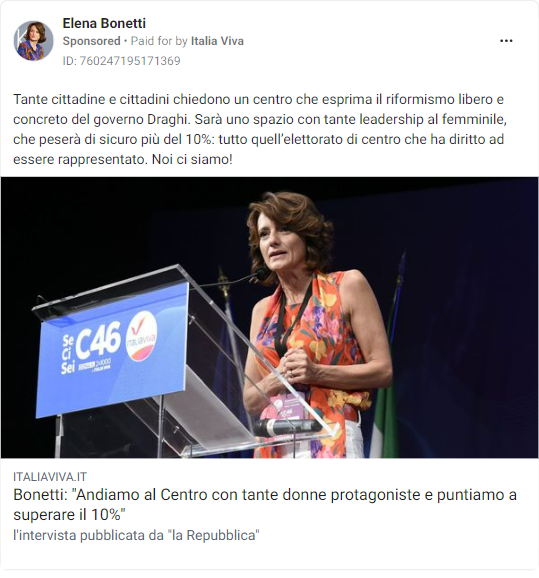 Elena Bonetti
Sponsored • Paid for by Italia Viva
ID: 760247195171369
Tante cittadine e cittadini chiedono un centro che esprima il riformismo libero e
concreto del governo Draghi. Sarà uno spazio con tante leadership al femminile,
che peserà di sicuro più del 10%: tutto quell'elettorato di centro che ha diritto ad
essere rappresentato. Noi ci siamo!
Se
Ci
Sei
C46
ITALIAVIVA
C46
ITALIAVIVA.IT
Bonetti: "Andiamo al Centro con tante donne protagoniste e puntiamo a
superare il 10%"
l'intervista pubblicata da "la Repubblica"